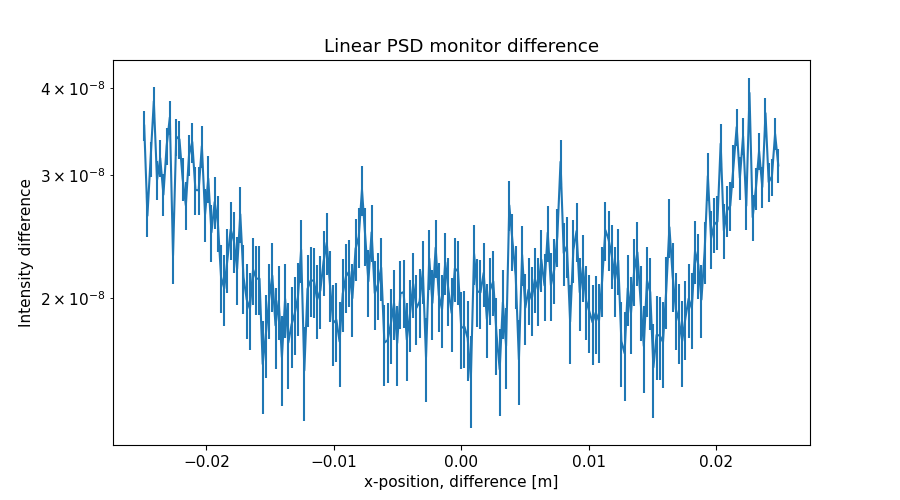 Linear PSD monitor difference
Intensity difference
4 × 10⁻⁸
3 × 10⁻⁸
2 × 10⁻⁸
−0.02 −0.01 0.00 0.01 0.02
x-position, difference [m]